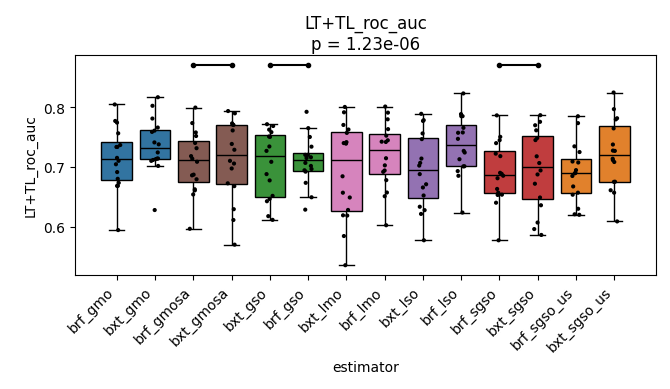 LT+TL_roc_auc
p = 1.23e-06
LT+TL_roc_auc
0.8
0.7
0.6
brf_gmo
bxt_gmo
brf_gmosa
bxt_gmosa
bxt_gso
brf_gso
bxt_lmo
brf_lmo
bxt_lso
brf_lso
brf_sgso
bxt_sgso
brf_sgso_us
bxt_sgso_us
estimator